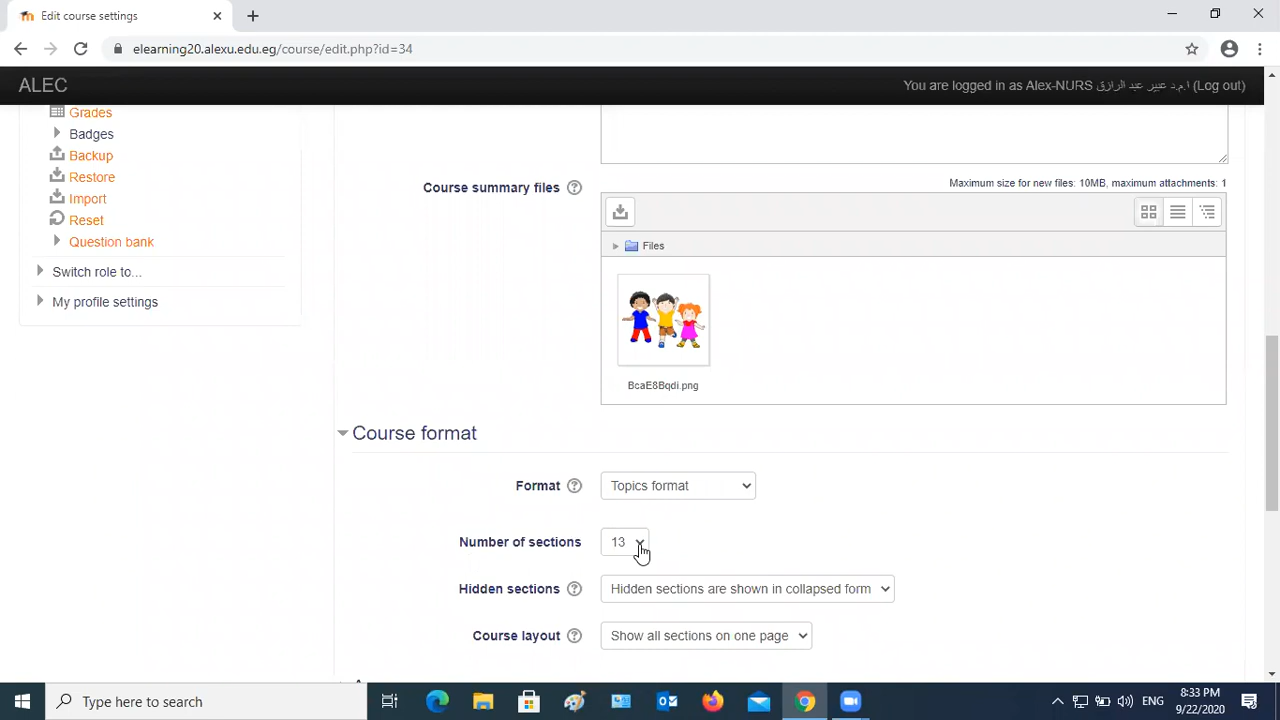 Edit course settings
elearning20.alexu.edu.eg/course/edit.php?id=34
ALEC
You are logged in as Alex-NURS ا.م.د عبير عبد الرازق (Log out)
Grades
Badges
Backup
Restore
Import
Reset
Question bank
Switch role to...
My profile settings
Course summary files
Maximum size for new files: 10MB, maximum attachments: 1
Files
BcaE8Bqdi.png
Course format
Format Topics format
Number of sections 13
Hidden sections Hidden sections are shown in collapsed form
Course layout Show all sections on one page
Type here to search
ENG
8:33 PM
9/22/2020